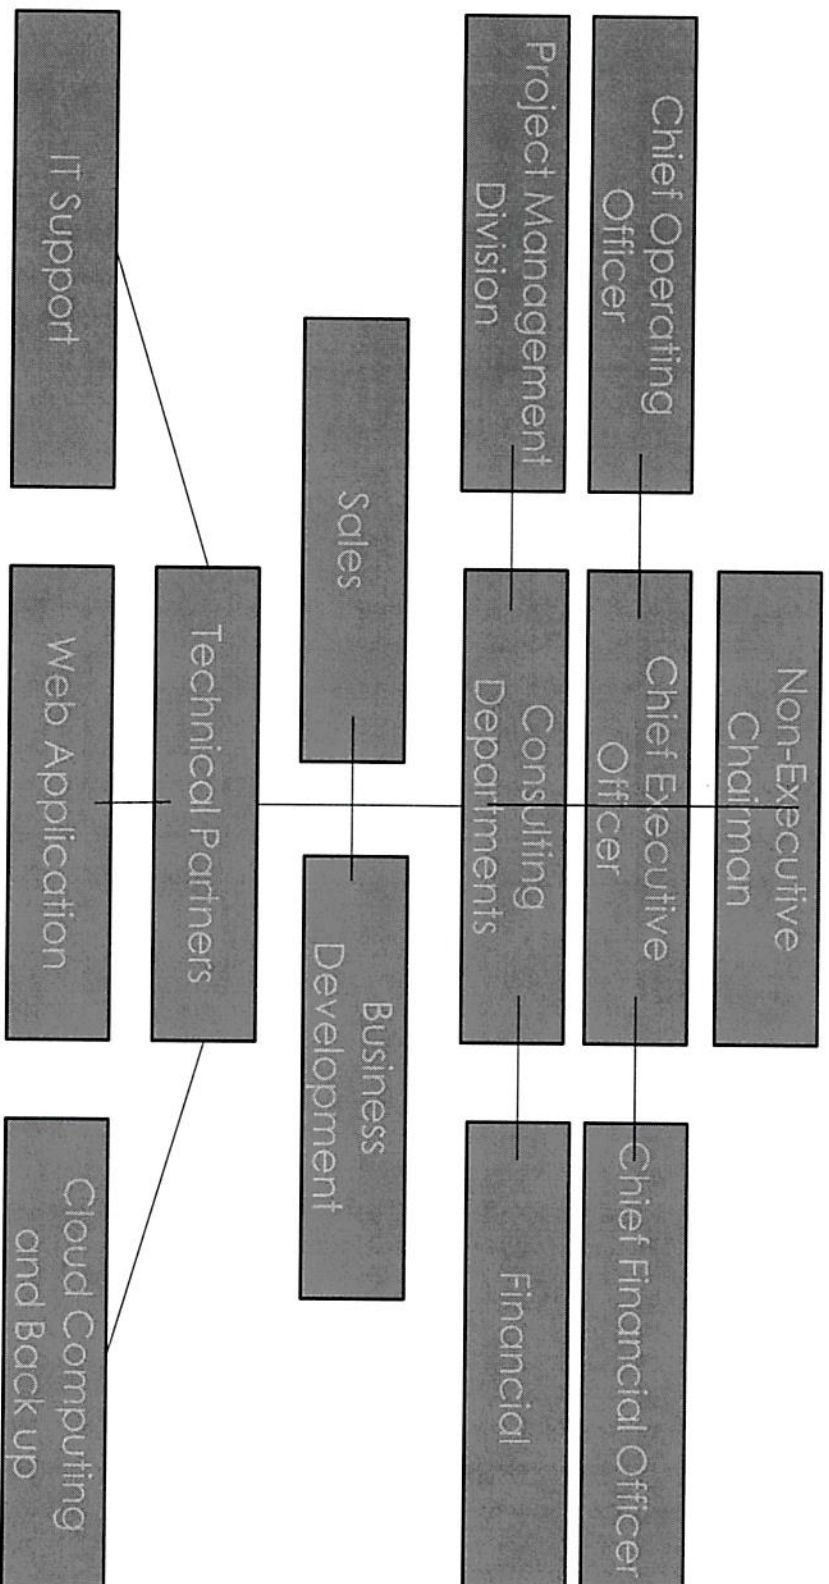 Non-Executive
Chairman
Chief Operating
Officer
Chief Executive
Officer
Chief Financial Officer
Project Management
Division
Consulting
Departments
Financial
Sales
Business
Development
Technical Partners
IT Support
Web Application
Cloud Computing
and Back up